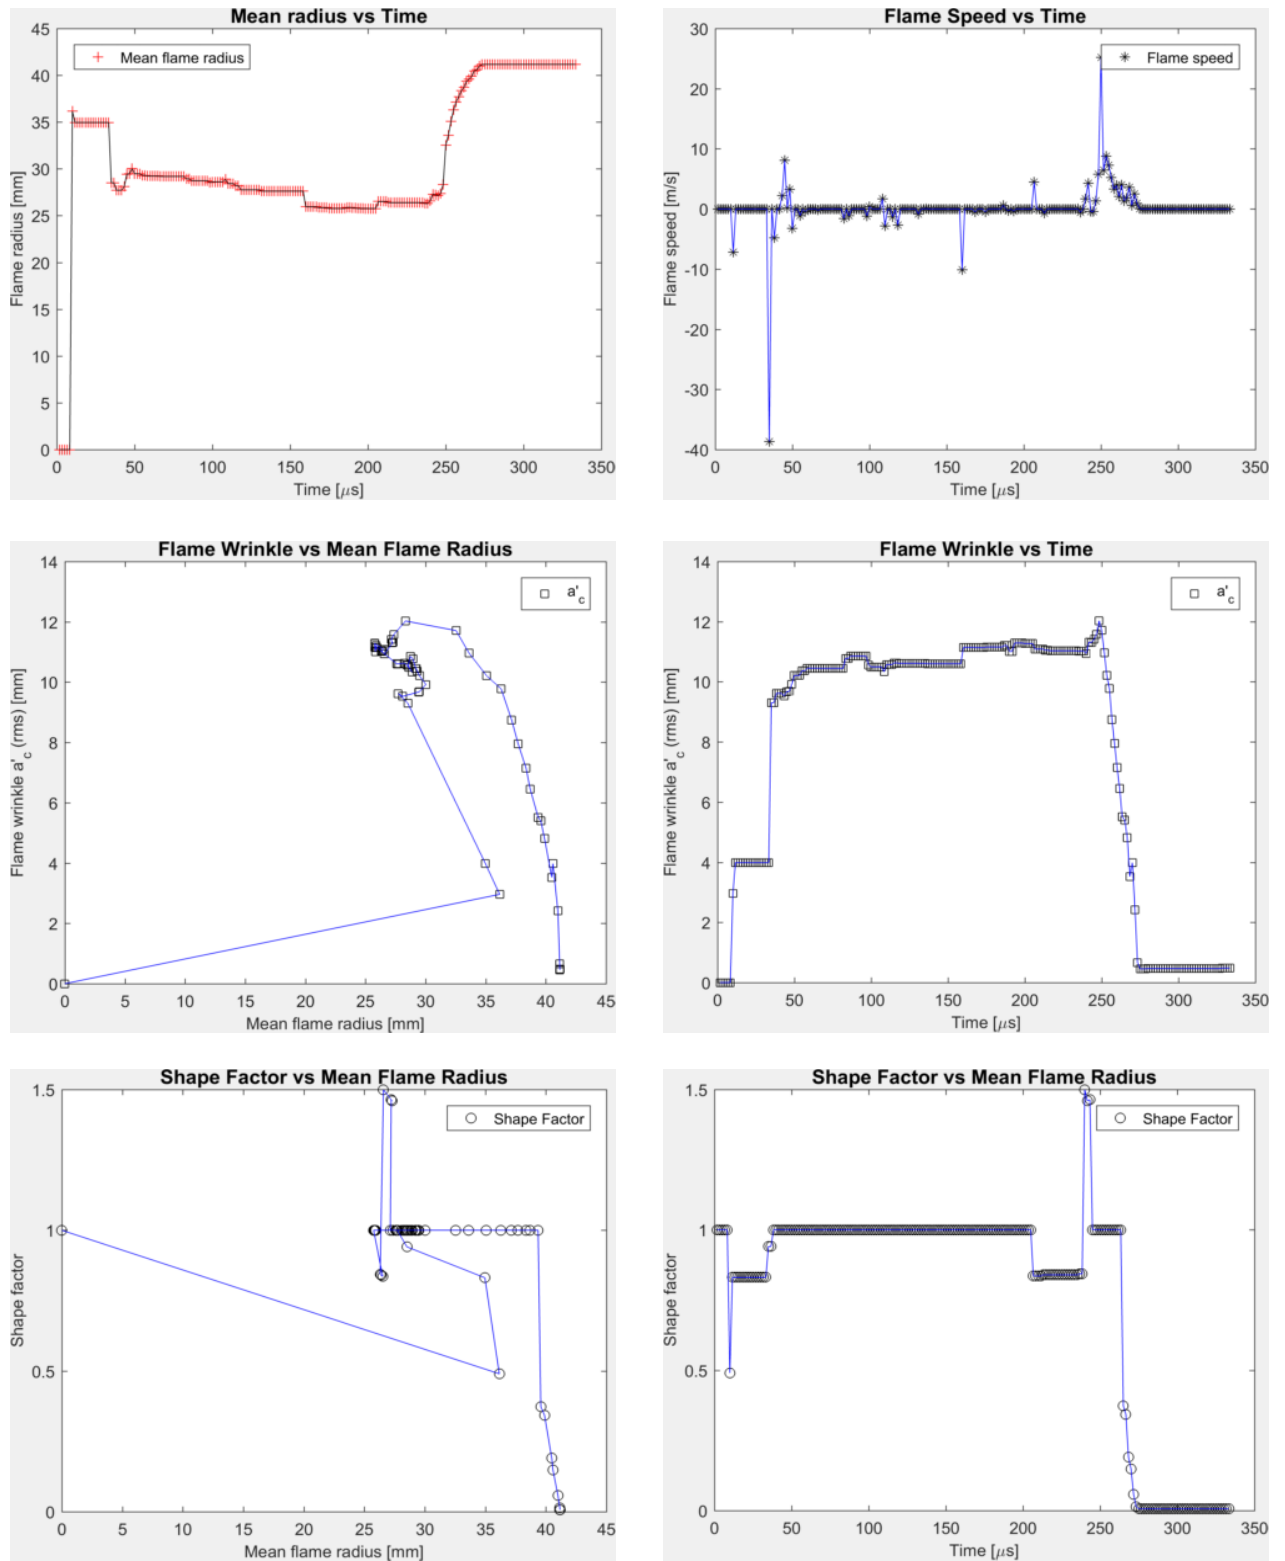 Mean radius vs Time
45
40
35
30
25
20
15
10
5
0
Flame radius [mm]
Mean flame radius
0 50 100 150 200 250 300 350
Time [μs]
Flame Speed vs Time
30
20
10
0
-10
-20
-30
-40
Flame speed [m/s]
Flame speed
0 50 100 150 200 250 300 350
Time [μs]
Flame Wrinkle vs Mean Flame Radius
14
12
10
8
6
4
2
0
Flame wrinkle a'c (rms) [mm]
a'c
0 5 10 15 20 25 30 35 40 45
Mean flame radius [mm]
Flame Wrinkle vs Time
14
12
10
8
6
4
2
0
Flame wrinkle a'c (rms) [mm]
a'c
0 50 100 150 200 250 300 350
Time [μs]
Shape Factor vs Mean Flame Radius
1.5
1
0.5
0
Shape factor
Shape Factor
0 5 10 15 20 25 30 35 40 45
Mean flame radius [mm]
Shape Factor vs Mean Flame Radius
1.5
1
0.5
0
Shape factor
Shape Factor
0 50 100 150 200 250 300 350
Time [μs]